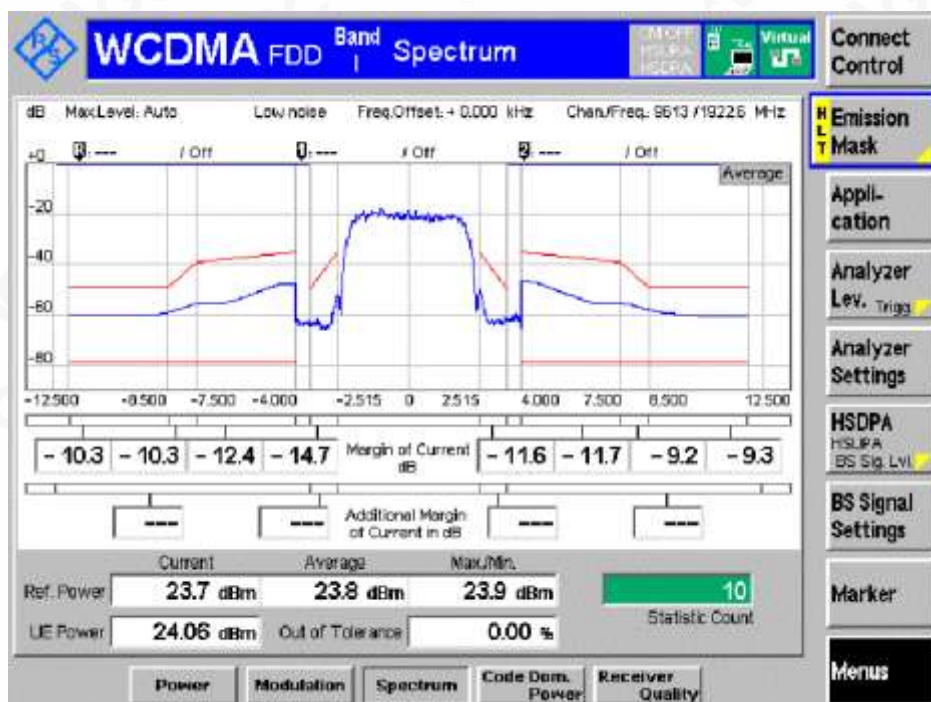 WCDMA FDD Band I Spectrum
Virtual
Connect Control
dB Max.Level: Auto Low noise Freq.Offset: + 0.000 kHz Chan./Freq.: 9613 / 1922.6 MHz
HLT
Emission Mask
+0 R: --- / Off 1: --- / Off 2: --- / Off
Average
-20
-40
-60
-80
-12.500 -8.500 -7.500 -4.000 -2.515 0 2.515 4.000 7.500 8.500 12.500
Appli-
cation
Analyzer
Lev. Trigg.
Analyzer
Settings
- 10.3 - 10.3 - 12.4 - 14.7 Margin of Current dB - 11.6 - 11.7 - 9.2 - 9.3
HSDPA
HSUPA
BS Sig. Lvl.
--- --- Additional Margin of Current in dB --- ---
BS Signal
Settings
Current Average Max./Min.
Ref. Power 23.7 dBm 23.8 dBm 23.9 dBm 10
Statistic Count
UE Power 24.06 dBm Out of Tolerance 0.00 %
Marker
Power Modulation Spectrum Code Dom. Power Receiver Quality
Menus